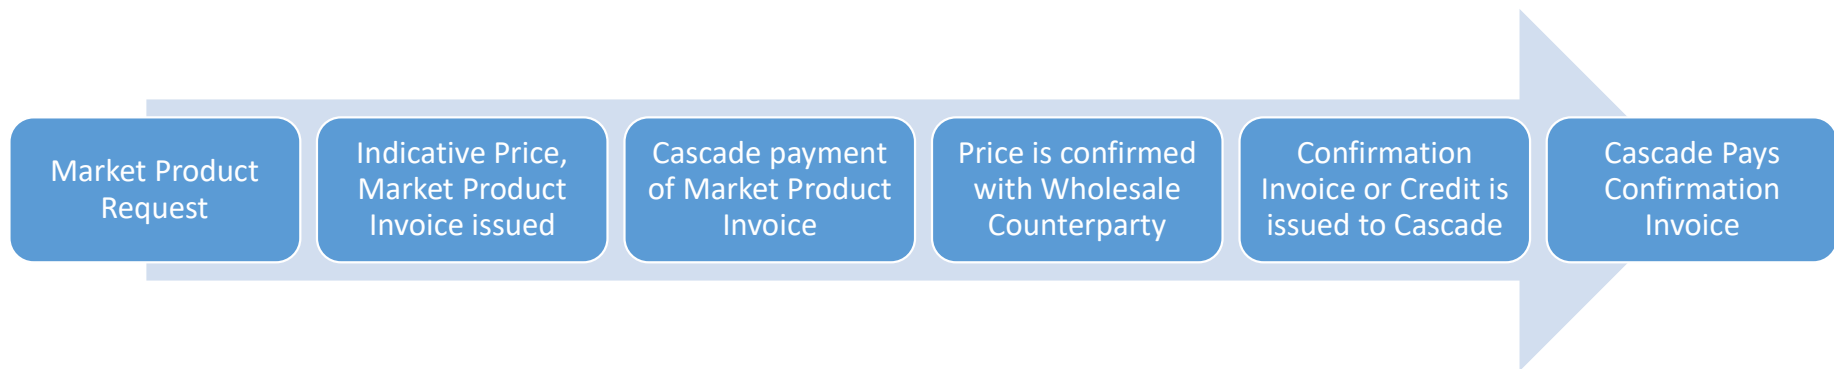 Market Product
Request
Indicative Price,
Market Product
Invoice issued
Cascade payment
of Market Product
Invoice
Price is confirmed
with Wholesale
Counterparty
Confirmation
Invoice or Credit is
issued to Cascade
Cascade Pays
Confirmation
Invoice